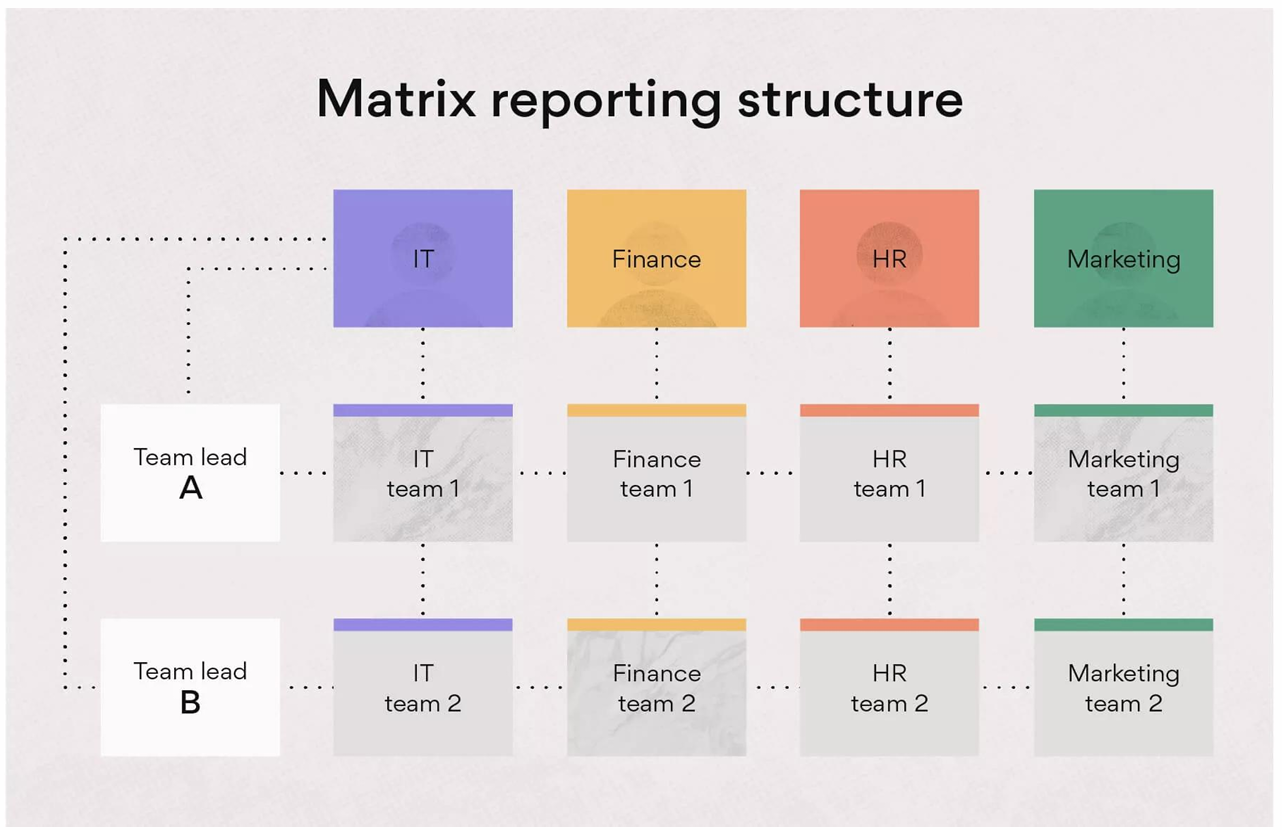 Matrix reporting structure
IT
Finance
HR
Marketing
Team lead
A
IT
team 1
Finance
team 1
HR
team 1
Marketing
team 1
Team lead
B
IT
team 2
Finance
team 2
HR
team 2
Marketing
team 2